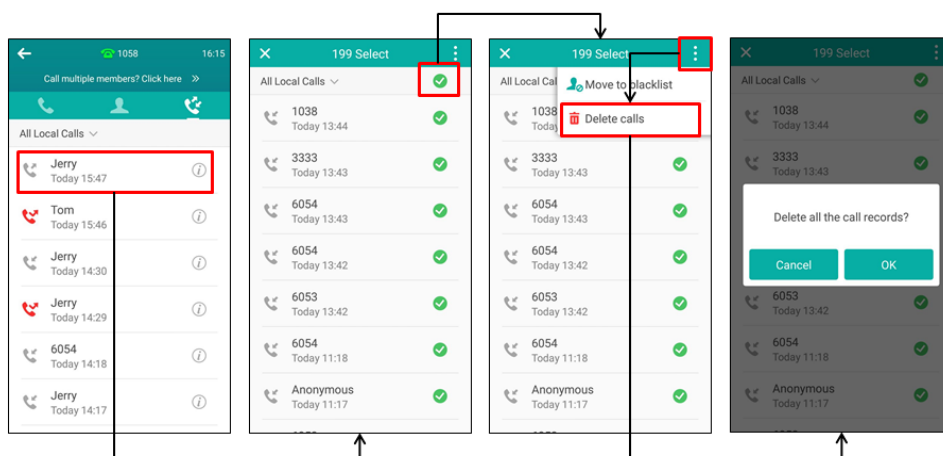 1058
16:15
Call multiple members? Click here »
All Local Calls
Jerry
Today 15:47
Tom
Today 15:46
Jerry
Today 14:30
Jerry
Today 14:29
6054
Today 14:18
Jerry
Today 14:17
199 Select
All Local Calls
1038
Today 13:44
3333
Today 13:43
6054
Today 13:43
6054
Today 13:42
6053
Today 13:42
6054
Today 11:18
Anonymous
Today 11:17
199 Select
All Local Cal
Move to blacklist
Delete calls
1038
Today
3333
Today 13:43
6054
Today 13:43
6054
Today 13:42
6053
Today 13:42
6054
Today 11:18
Anonymous
Today 11:17
199 Select
All Local Calls
1038
Today 13:44
3333
Today 13:43
Delete all the call records?
Cancel
OK
6053
Today 13:42
6054
Today 11:18
Anonymous
Today 11:17